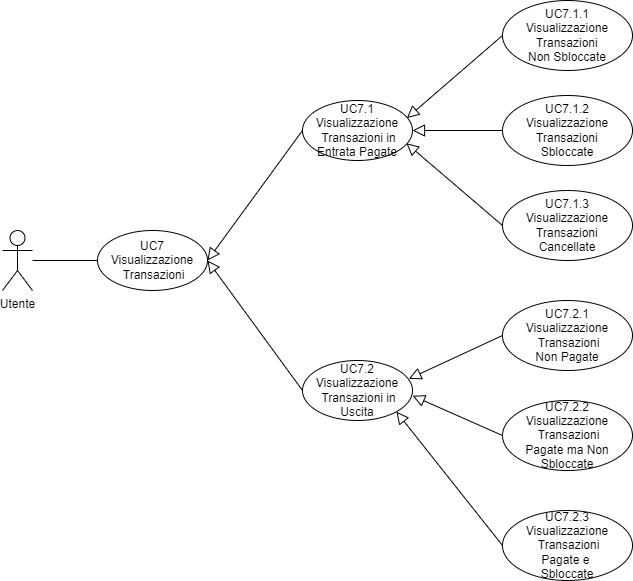 UC7.1.1
Visualizzazione
Transazioni
Non Sbloccate
UC7.1
Visualizzazione
Transazioni in
Entrata Pagate
UC7.1.2
Visualizzazione
Transazioni
Sbloccate
UC7.1.3
Visualizzazione
Transazioni
Cancellate
UC7
Visualizzazione
Transazioni
Utente
UC7.2.1
Visualizzazione
Transazioni
Non Pagate
UC7.2
Visualizzazione
Transazioni in
Uscita
UC7.2.2
Visualizzazione
Transazioni
Pagate ma Non
Sbloccate
UC7.2.3
Visualizzazione
Transazioni
Pagate e
Sbloccate